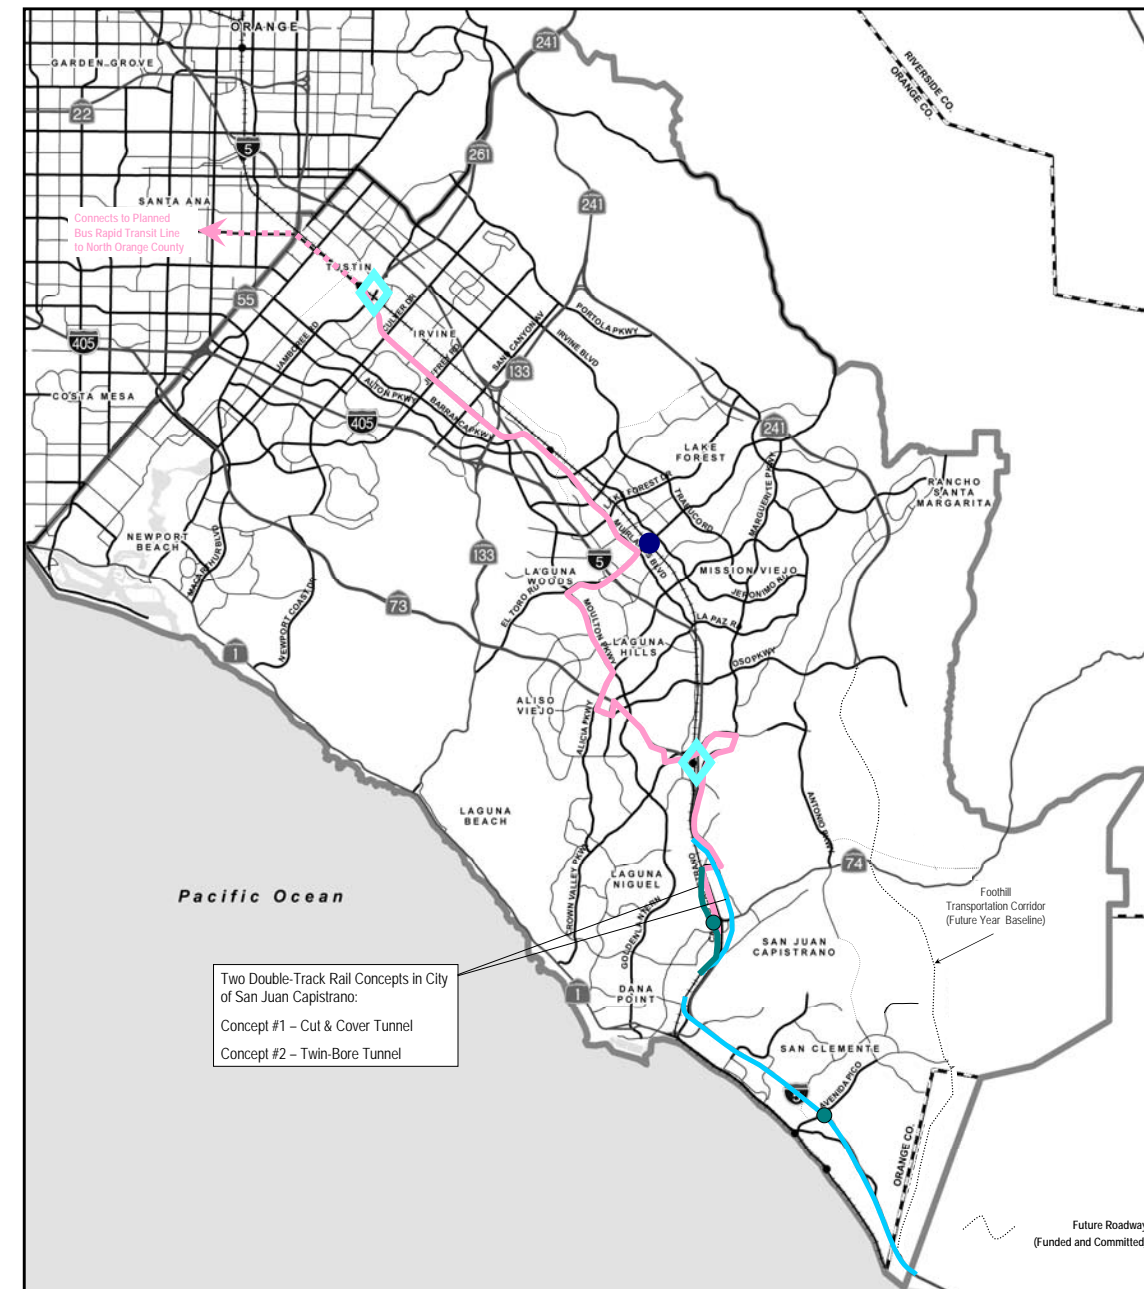 ORANGE
241
GARDEN GROVE
RIVERSIDE CO.
ORANGE CO.
22
5
261
SANTA ANA
241
Connects to Planned
Bus Rapid Transit Line
to North Orange County
TUSTIN
55
CULVER DR
PORTOLA PKWY
JAMBOREE RD
IRVINE
SAND CANYON AV
IRVINE BLVD
405
JEFFREY RD
133
COSTA MESA
ALTON PKWY
BARRANCA PKWY
405
241
LAKE
FOREST
MARGUERITE PKWY
LAKE FOREST DR
TRABUCO RD
RANCHO
SANTA
MARGARITA
NEWPORT
BEACH
MACARTHUR BLVD
133
5
MUIRLANDS BLVD
LAGUNA
WOODS
MISSION VIEJO
JERONIMO RD
NEWPORT COAST DR
73
EL TORO RD
MOULTON PKWY
LA PAZ RD
1
LAGUNA
HILLS
OSO PKWY
ALISO
VIEJO
ALICIA PKWY
LAGUNA
BEACH
ANTONIO PKWY
CROWN VALLEY PKWY
74
LAGUNA
NIGUEL
Pacific Ocean
Foothill
Transportation Corridor
(Future Year Baseline)
GOLDEN LANTERN
SAN JUAN
CAPISTRANO
Two Double-Track Rail Concepts in City
of San Juan Capistrano:
Concept #1 – Cut & Cover Tunnel
Concept #2 – Twin-Bore Tunnel
DANA
POINT
1
SAN CLEMENTE
5
AVENIDA PICO
ORANGE CO.
Future Roadway
(Funded and Committed